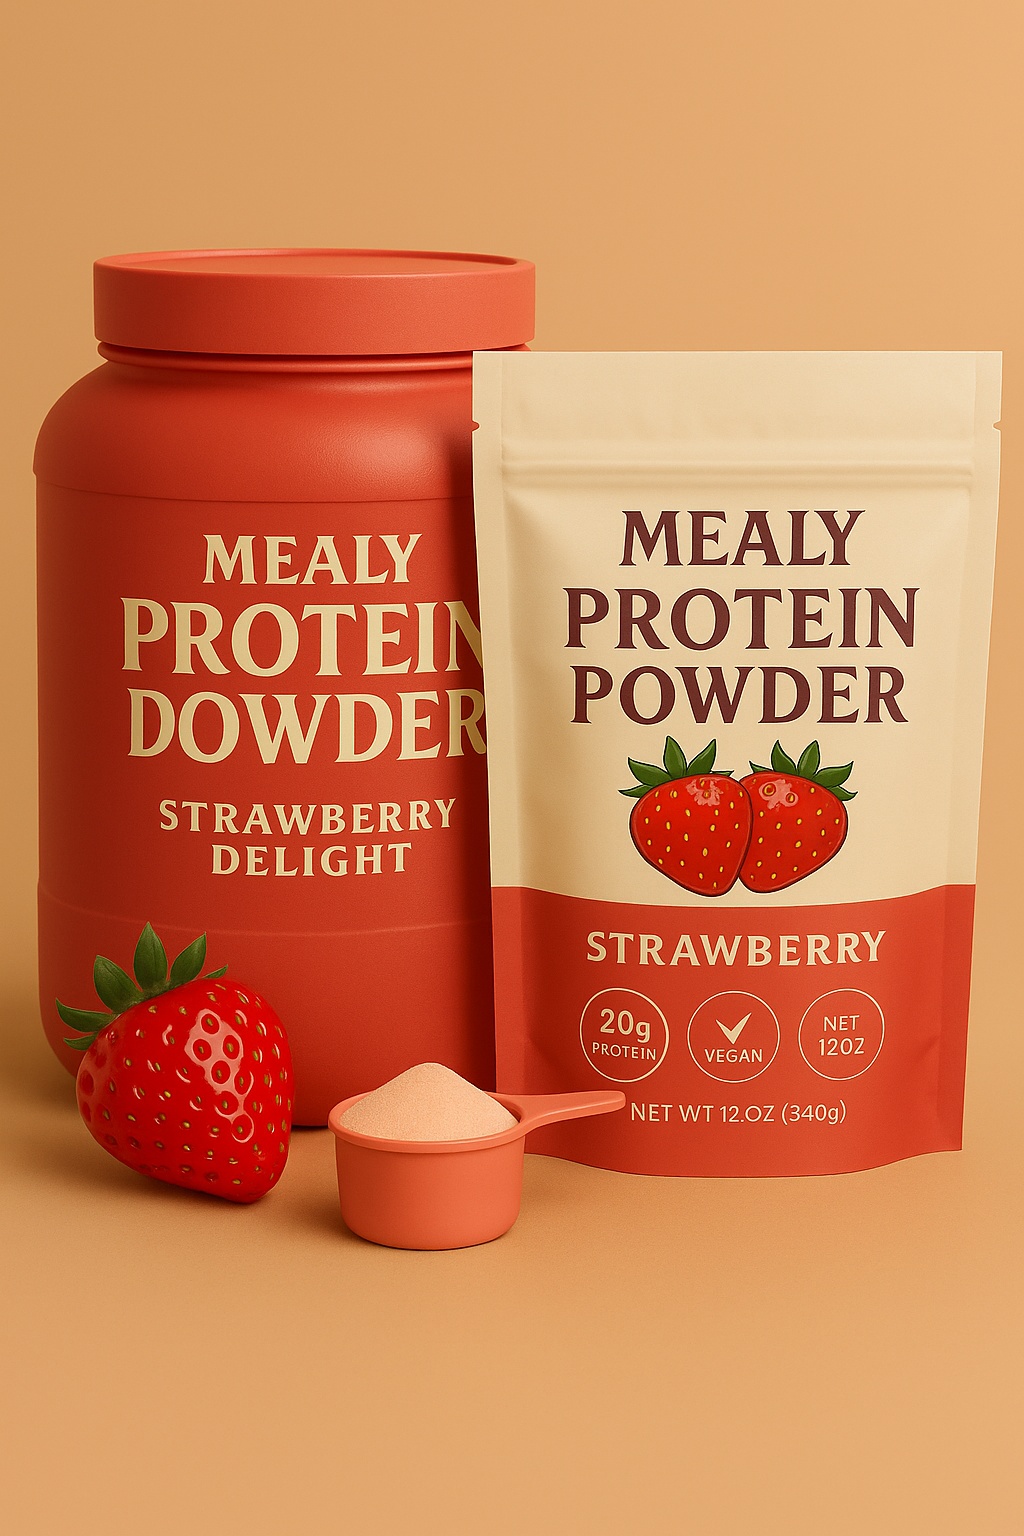 MEALY
PROTEIN
DOWDER
STRAWBERRY
DELIGHT
MEALY
PROTEIN
POWDER
STRAWBERRY
20g
PROTEIN
VEGAN
NET
12OZ
NET WT 12.OZ (340g)